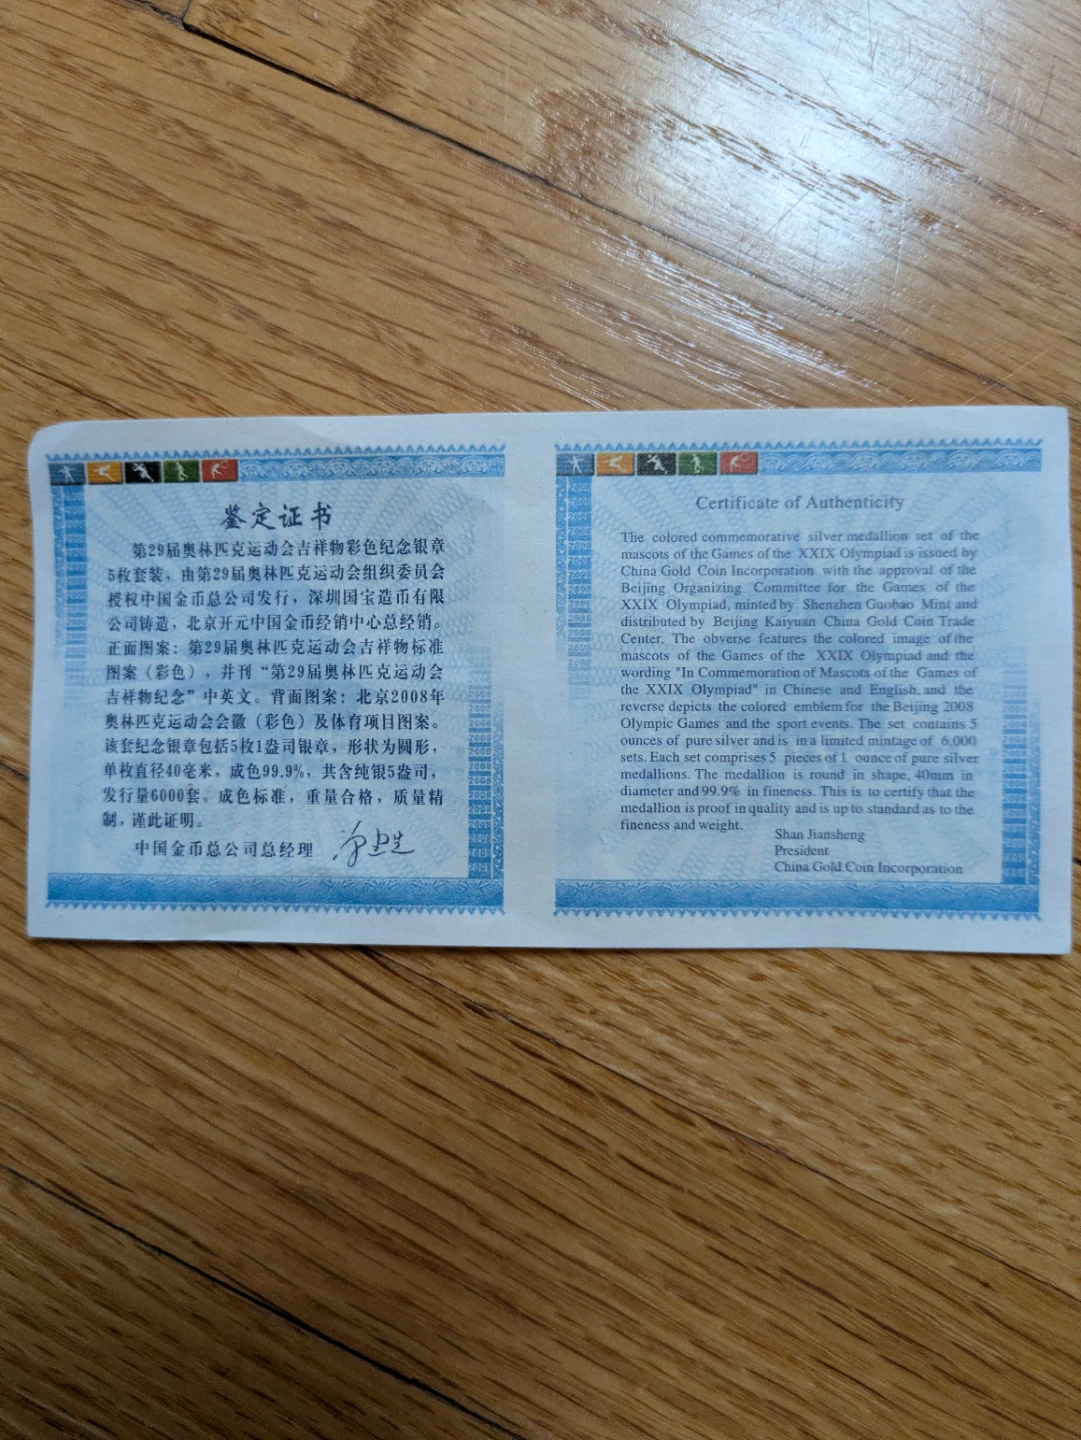 鉴定证书
第29届奥林匹克运动会吉祥物彩色纪念银章
5枚套装，由第29届奥林匹克运动会组织委员会
授权中国金币总公司发行，深圳国宝造币有限
公司铸造，北京开元中国金币经销中心总经销。
正面图案：第29届奥林匹克运动会吉祥物标准
图案（彩色），并刊“第29届奥林匹克运动会
吉祥物纪念”中英文。背面图案：北京2008年
奥林匹克运动会会徽（彩色）及体育项目图案。
该套纪念银章包括5枚1盎司银章，形状为圆形，
单枚直径40毫米，成色99.9%，共含纯银5盎司，
发行量6000套。成色标准，重量合格，质量精
制，谨此证明。
中国金币总公司总经理
Certificate of Authenticity
The colored commemorative silver medallion set of the
mascots of the Games of the XXIX Olympiad is issued by
China Gold Coin Incorporation with the approval of the
Beijing Organizing Committee for the Games of the
XXIX Olympiad, minted by Shenzhen Guobao Mint and
distributed by Beijing Kaiyuan China Gold Coin Trade
Center. The obverse features the colored image of the
mascots of the Games of the XXIX Olympiad and the
wording "In Commemoration of Mascots of the Games of
the XXIX Olympiad" in Chinese and English, and the
reverse depicts the colored emblem for the Beijing 2008
Olympic Games and the sport events. The set contains 5
ounces of pure silver and is in a limited mintage of 6,000
sets. Each set comprises 5 pieces of 1 ounce of pure silver
medallions. The medallion is round in shape, 40mm in
diameter and 99.9% in fineness. This is to certify that the
medallion is proof in quality and is up to standard as to the
fineness and weight.
Shan Jiansheng
President
China Gold Coin Incorporation